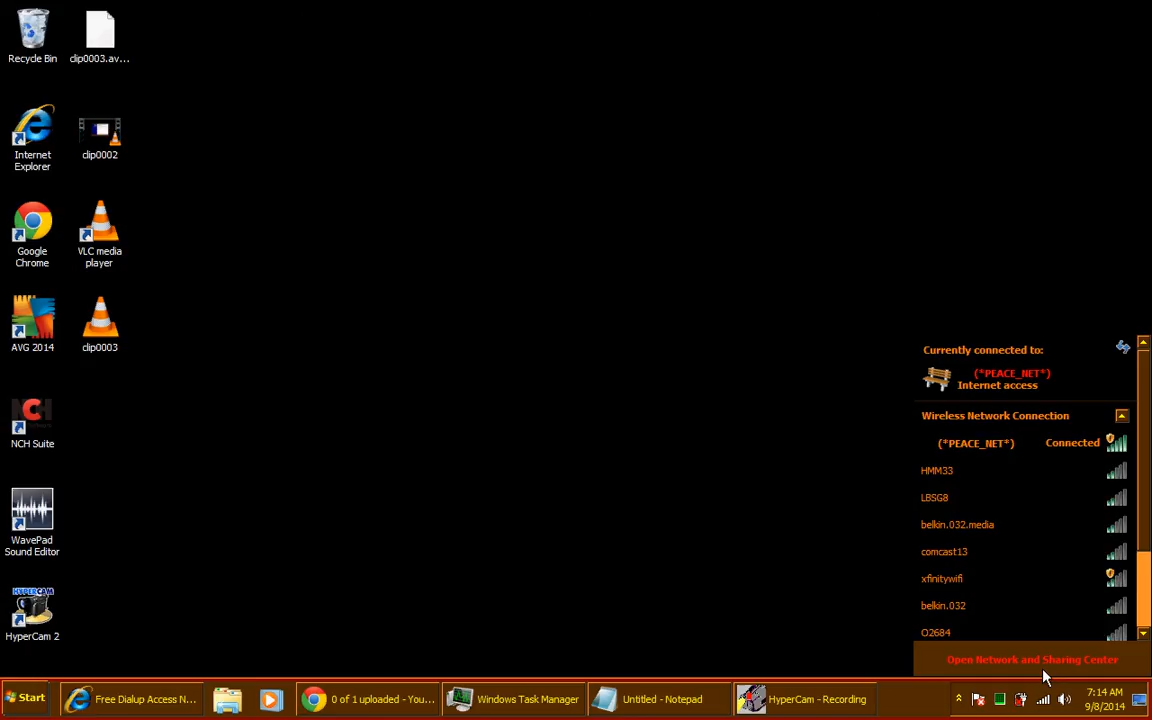 Recycle Bin
clip0003.av...
Internet
Explorer
clip0002
Google
Chrome
VLC media
player
AVG 2014
clip0003
NCH
NCH Suite
WavePad
Sound Editor
HYPERCAM
HyperCam 2
Currently connected to:
(*PEACE_NET*)
Internet access
Wireless Network Connection
(*PEACE_NET*) Connected
HMM33
LBSG8
belkin.032.media
comcast13
xfinitywifi
belkin.032
O2684
Open Network and Sharing Center
Start
Free Dialup Access N...
0 of 1 uploaded - You...
Windows Task Manager
Untitled - Notepad
HyperCam - Recording
7:14 AM
9/8/2014